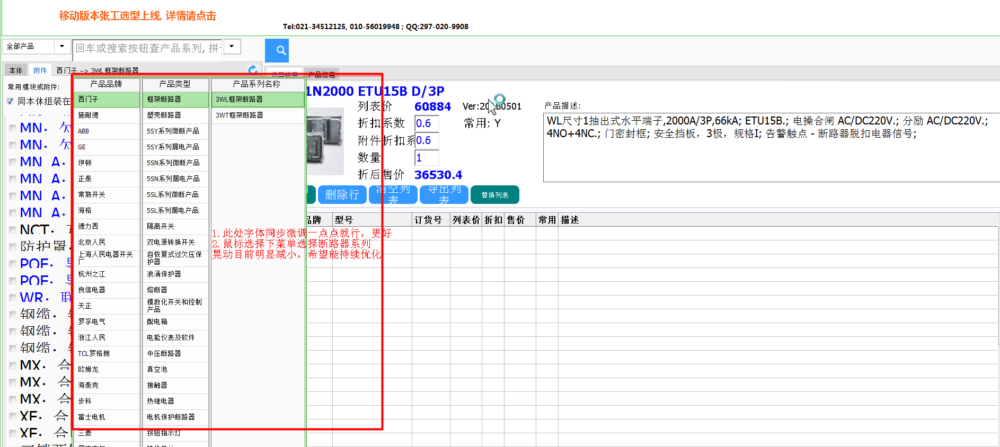 移动版本张工选型上线, 详情请点击
Tel:021-34512125, 010-56019948 ; QQ:297-020-9908
全部产品
回车或搜索按钮查产品系列, 拼
本体 附件 西门子 --> 3WL框架断路器
选型结果 产品信息
常用模块或附件:
同本体组装在
MN. 欠
MN. 欠
MN A.
MN A.
MN A.
MN A.
NCT.
防护罩.
POF. 导
POF. 导
WR. 联
钢缆.
钢缆.
钢缆.
MX. 合
MX. 合
MX. 合
XF. 合
XF. 合
产品品牌
西门子
施耐德
ABB
GE
伊顿
正泰
常熟开关
海格
德力西
北京人民
上海人民电器开关
厂
杭州之江
良信电器
天正
罗孚电气
浙江人民
TCL罗格朗
欧姆龙
海泰克
步科
富士电机
三菱
产品类型
框架断路器
塑壳断路器
5SY系列微断产品
5SY系列漏电产品
5SN系列微断产品
5SN系列漏电产品
5SL系列微断产品
5SL系列漏电产品
隔离开关
双电源转换开关
自恢复式过欠压保
护器
浪涌保护器
熔断器
模数化开关和控制
产品
配电箱
电能仪表及软件
中压断路器
真空泡
接触器
热继电器
电机保护断路器
按钮指示灯
产品系列名称
3WL框架断路器
3WT框架断路器
1. 此处字体同步微调一点点就行, 更好
2. 鼠标选择下菜单选择断路器系列
晃动目前明显减小, 希望能持续优化
1N2000 ETU15B D/3P
列表价 60884 Ver:20 0501
折扣系数 0.6 常用: Y
附件折扣系 0.6
数量 1
折后售价 36530.4
产品描述:
WL尺寸1抽出式水平端子,2000A/3P,66kA; ETU15B.; 电操合闸 AC/DC220V.; 分励 AC/DC220V.;
4NO+4NC.; 门密封框; 安全挡板，3极，规格I; 告警触点 - 断路器脱扣电器信号;
删除行 清空列表 导出列表 替换列表
品牌 型号 订货号 列表价 折扣 售价 常用 描述